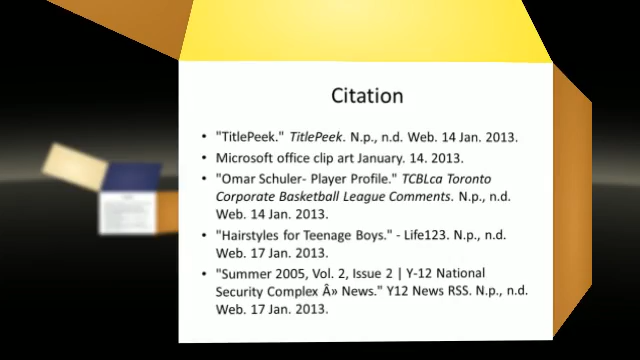 Citation
• "TitlePeek." TitlePeek. N.p., n.d. Web. 14 Jan. 2013.
• Microsoft office clip art January. 14. 2013.
• "Omar Schuler- Player Profile." TCBLca Toronto
Corporate Basketball League Comments. N.p., n.d.
Web. 14 Jan. 2013.
• "Hairstyles for Teenage Boys." - Life123. N.p., n.d.
Web. 17 Jan. 2013.
• "Summer 2005, Vol. 2, Issue 2 | Y-12 National
Security Complex Â» News." Y12 News RSS. N.p., n.d.
Web. 17 Jan. 2013.